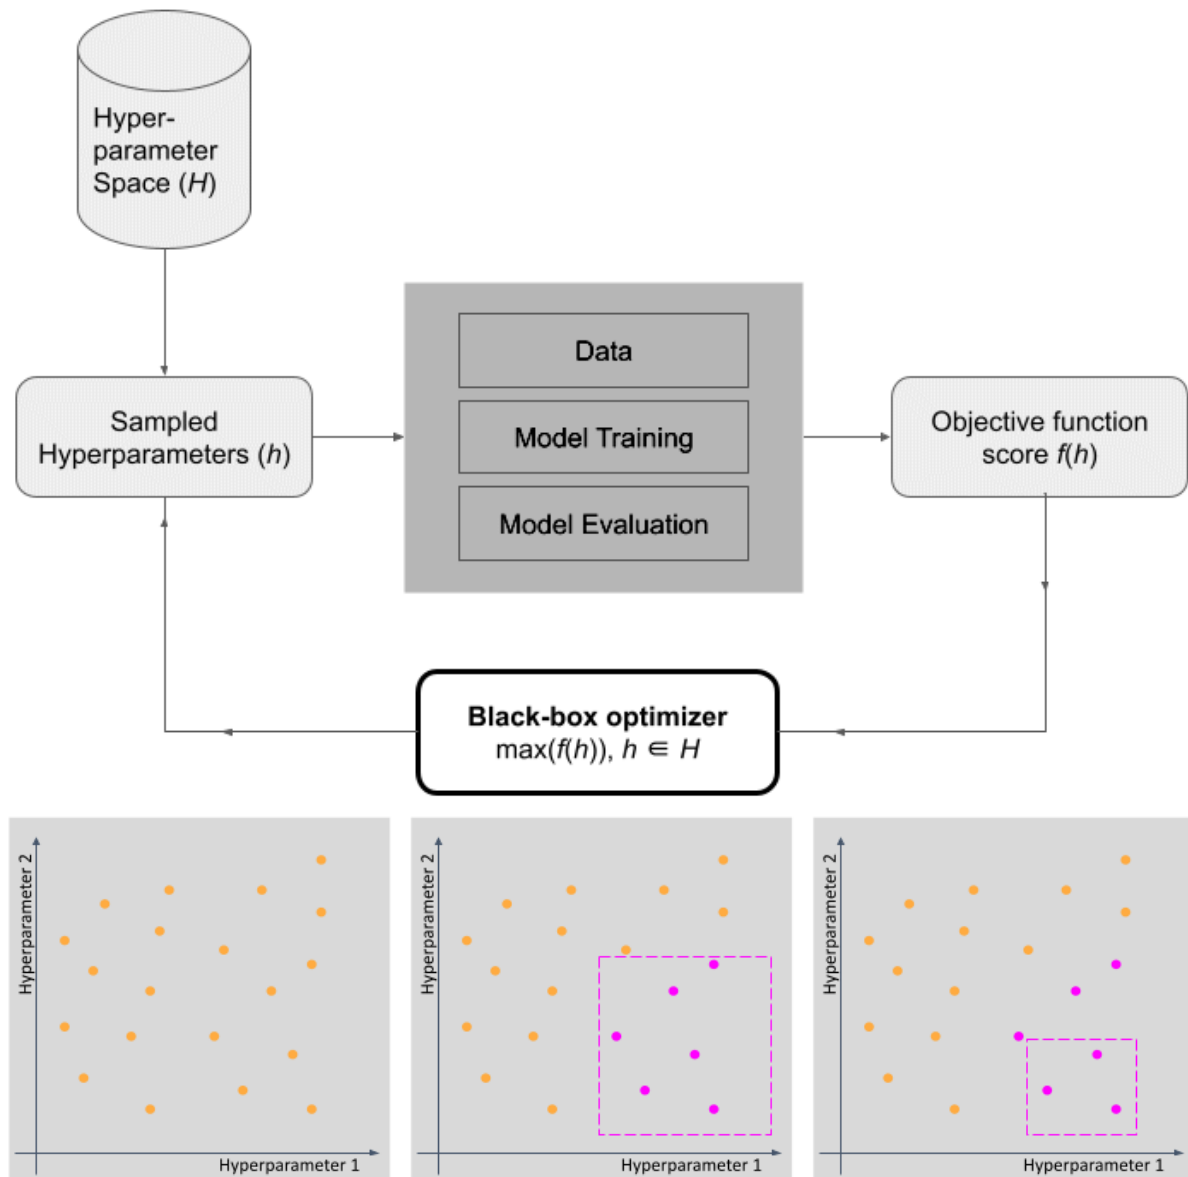 Hyper-
parameter
Space (H)
Data
Sampled
Hyperparameters (h)
Model Training
Objective function
score f(h)
Model Evaluation
Black-box optimizer
max(f(h)), h ∈ H
Hyperparameter 2
Hyperparameter 1
Hyperparameter 2
Hyperparameter 1
Hyperparameter 2
Hyperparameter 1